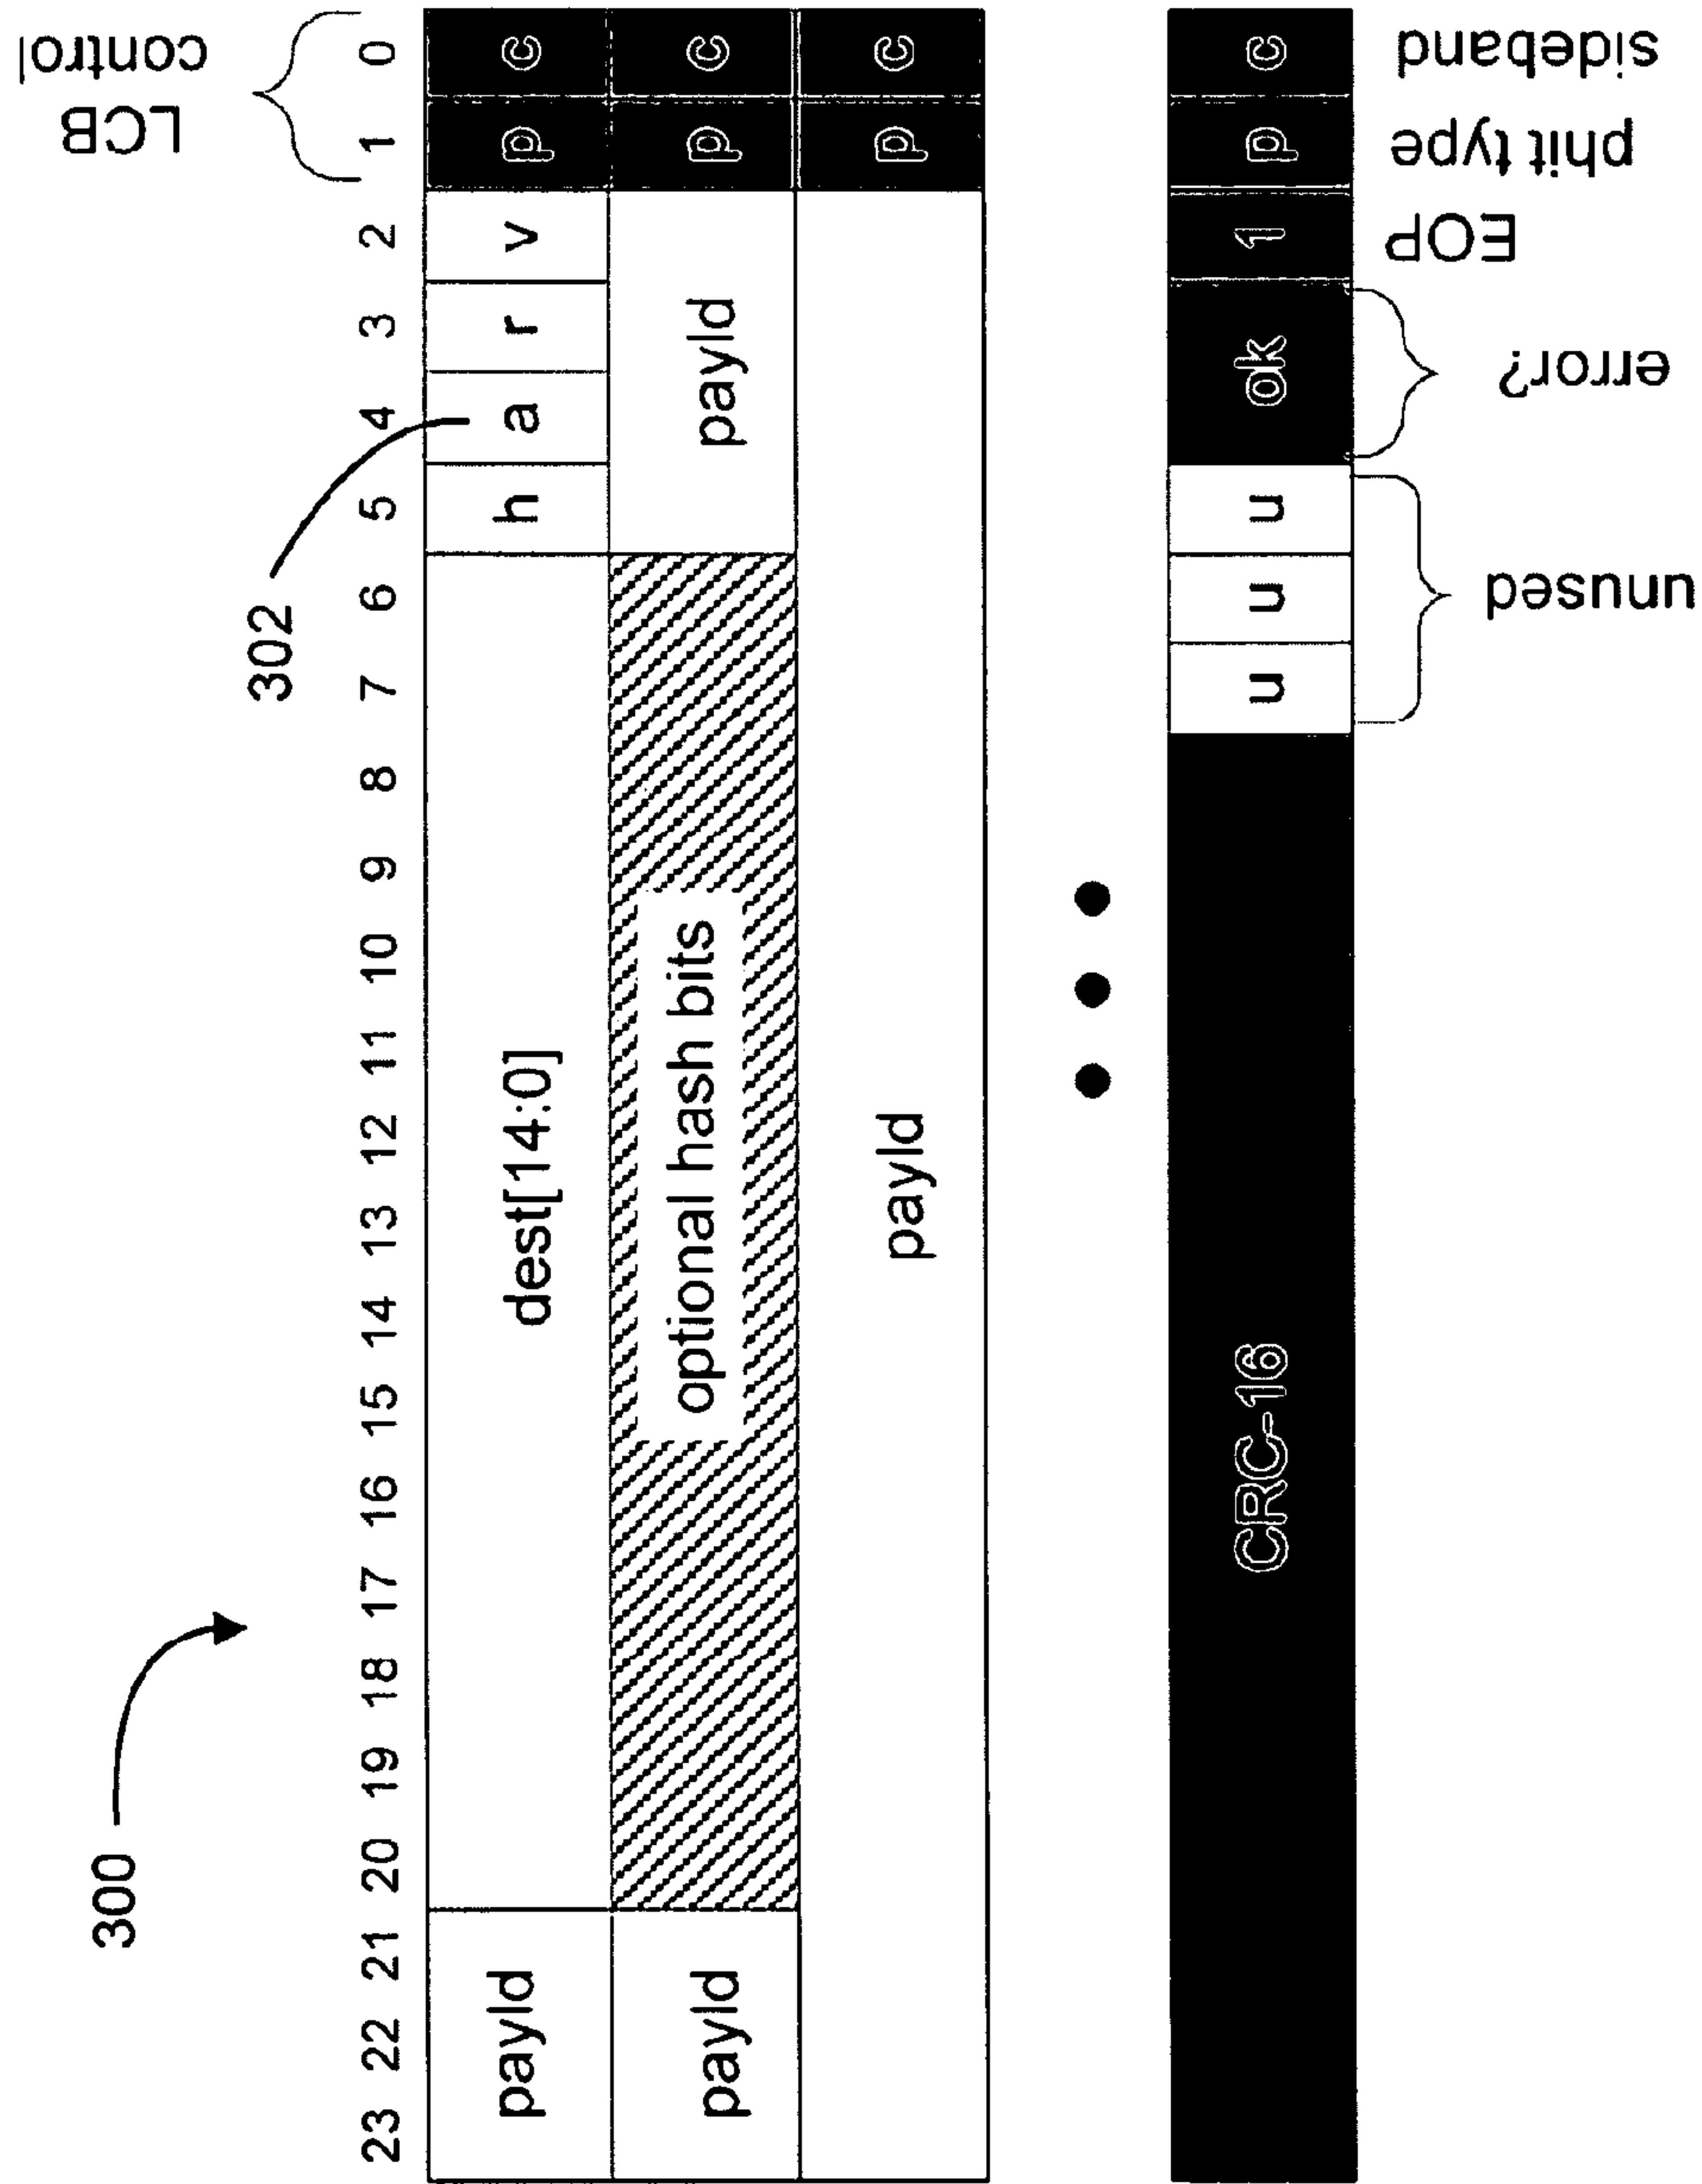 300
302
LCB
control
23 22 21 20 19 18 17 16 15 14 13 12 11 10 9 8 7 6 5 4 3 2 1 0
payld dest[14:0] h a r v p c
payld optional hash bits payld p c
payld p c
CRC-16 u u u ok 1 p c
unused
error?
EOP
phit type
sideband